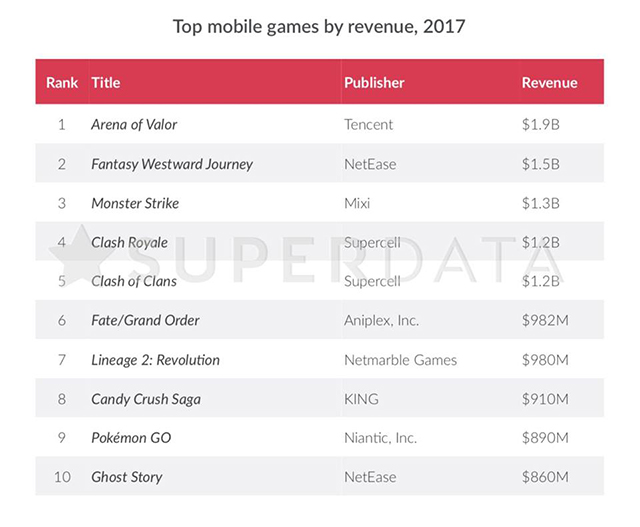 Top mobile games by revenue, 2017
Rank Title Publisher Revenue
1 Arena of Valor Tencent $1.9B
2 Fantasy Westward Journey NetEase $1.5B
3 Monster Strike Mixi $1.3B
4 Clash Royale Supercell $1.2B
SUPERDATA
5 Clash of Clans Supercell $1.2B
6 Fate/Grand Order Aniplex, Inc. $982M
7 Lineage 2: Revolution Netmarble Games $980M
8 Candy Crush Saga KING $910M
9 Pokémon GO Niantic, Inc. $890M
10 Ghost Story NetEase $860M